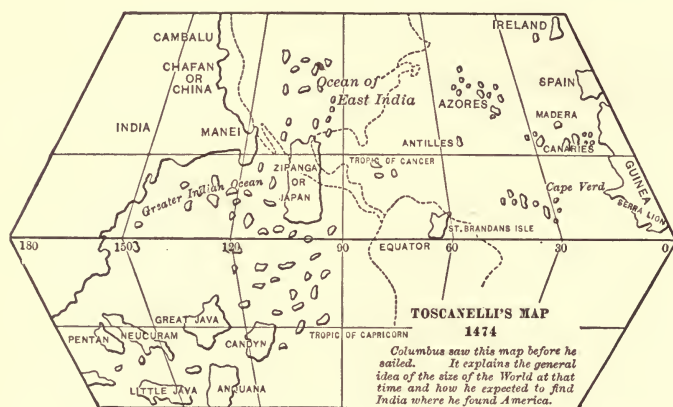 IRELAND
CAMBALU
CHAFAN
OR
CHINA
Ocean of
East India
SPAIN
AZORES
MADERA
INDIA
MANEI
ANTILLES
CANARIES
TROPIC OF CANCER
ZIPANGA
OR
JAPAN
GUINEA
Grsater Indian Ocean
Cape Verd
SERRA LION
ST. BRANDANS ISLE
180 150 120 90 60 30 0
EQUATOR
TOSCANELLI'S MAP
1474
GREAT JAVA
PENTAN
NEUCURAM
CANDYN
TROPIC OF CAPRICORN
Columbus saw this map before he
sailed. It explains the general
idea of the size of the World at that
time and how he expected to find
India where he found America.
LITTLE JAVA
ANQUANA